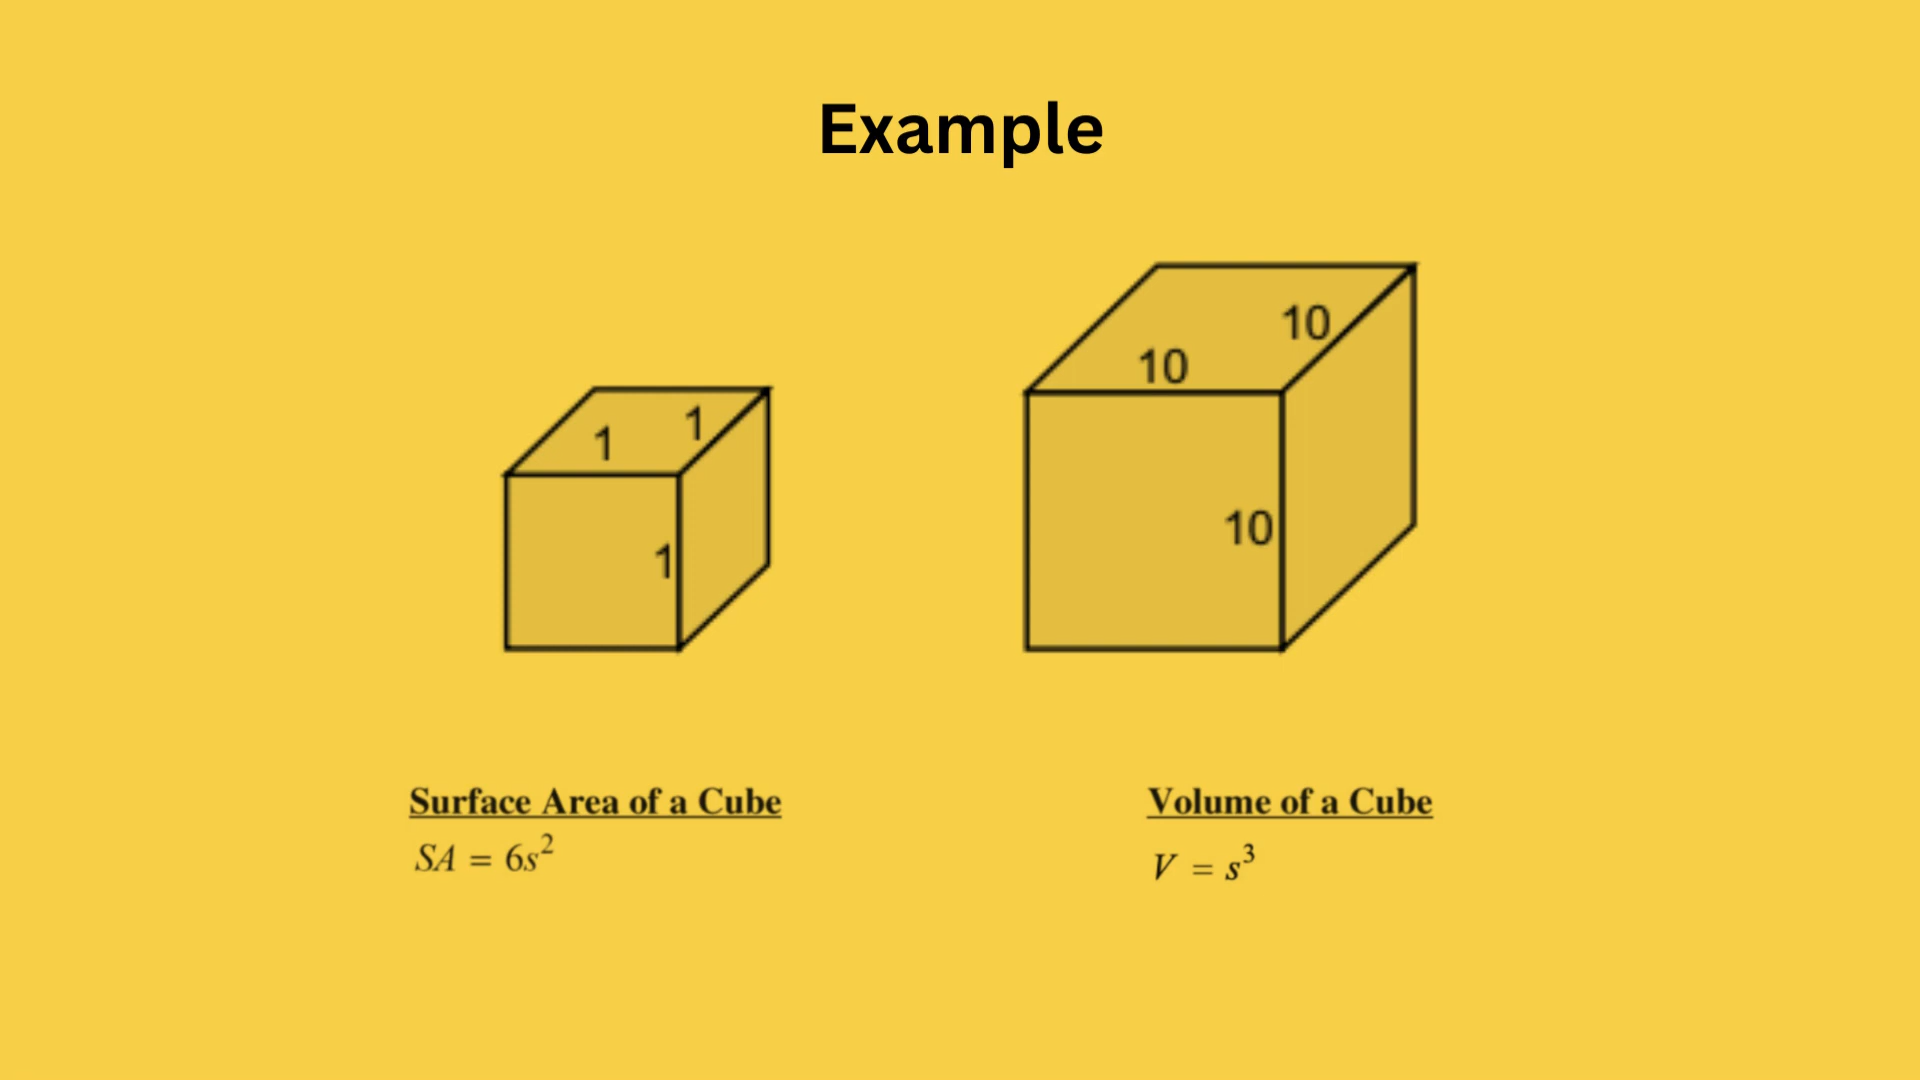 Example
1
1
1
10
10
10
Surface Area of a Cube
SA = 6s²
Volume of a Cube
V = s³